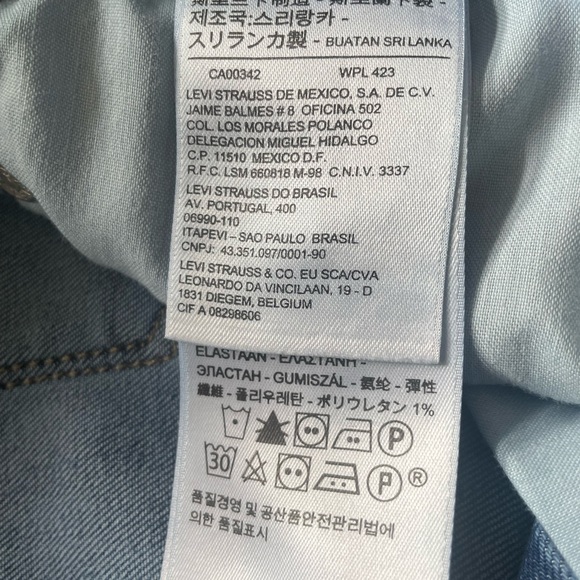 제조국:스리랑카 -
スリランカ製 - BUATAN SRI LANKA
CA00342 WPL 423
LEVI STRAUSS DE MEXICO, S.A. DE C.V.
JAIME BALMES # 8 OFICINA 502
COL. LOS MORALES POLANCO
DELEGACION MIGUEL HIDALGO
C.P. 11510 MEXICO D.F.
R.F.C. LSM 660818 M-98 C.N.I.V. 3337
LEVI STRAUSS DO BRASIL
AV. PORTUGAL, 400
06990-110
ITAPEVI – SAO PAULO BRASIL
CNPJ: 43.351.097/0001-90
LEVI STRAUSS & CO. EU SCA/CVA
LEONARDO DA VINCILAAN, 19 - D
1831 DIEGEM, BELGIUM
CIF A 08298606
ELASTAAN - ΕΛΑΣΤΑΝΗ -
ЭЛАСТАН - GUMISZÁL - 氨纶 - 彈性
纖維 - 폴리우레탄 - ポリウレタン 1%
P
30 P ®
품질경영 및 공산품안전관리법에
의한 품질표시